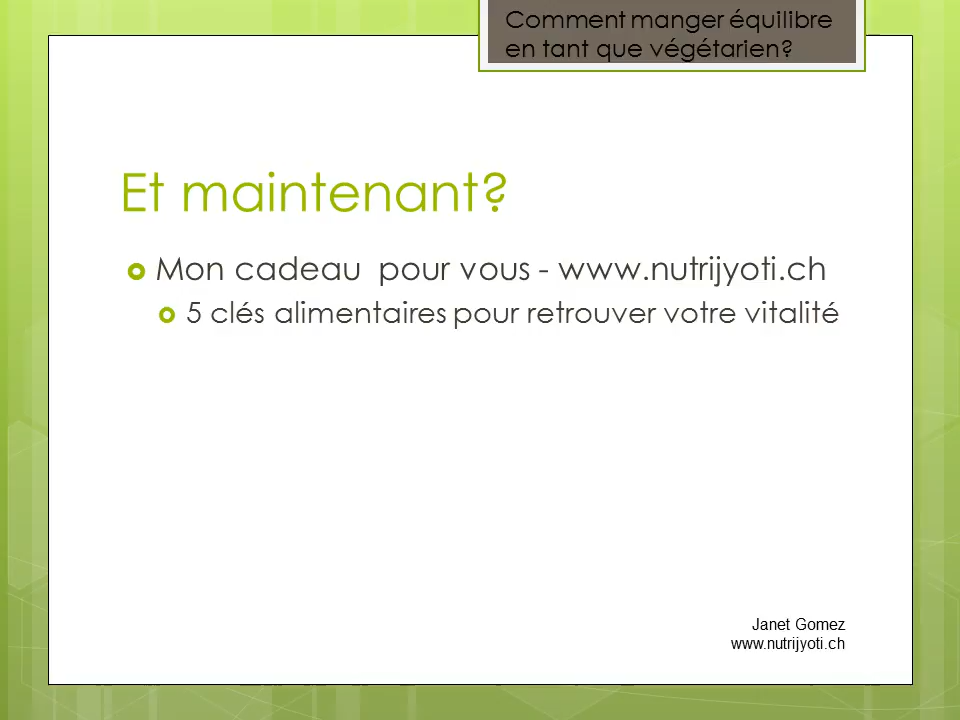 Comment manger équilibre
en tant que végétarien?
Et maintenant?
Mon cadeau pour vous - www.nutrijyoti.ch
5 clés alimentaires pour retrouver votre vitalité
Janet Gomez
www.nutrijyoti.ch